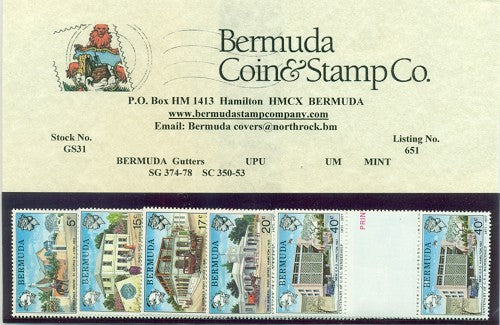 Bermuda
Coin&Stamp Co.
P.O. Box HM 1413 Hamilton HMCX BERMUDA
www.bermudastampcompany.com
Email: Bermuda covers@northrock.bm
Stock No.
GS31
Listing No.
651
BERMUDA Gutters UPU UM MINT
SG 374-78 SC 350-53
BERMUDA 5c
BERMUDA 15c
BERMUDA 17c
BERMUDA 20c
BERMUDA 40c
PRIN
BERMUDA 40c